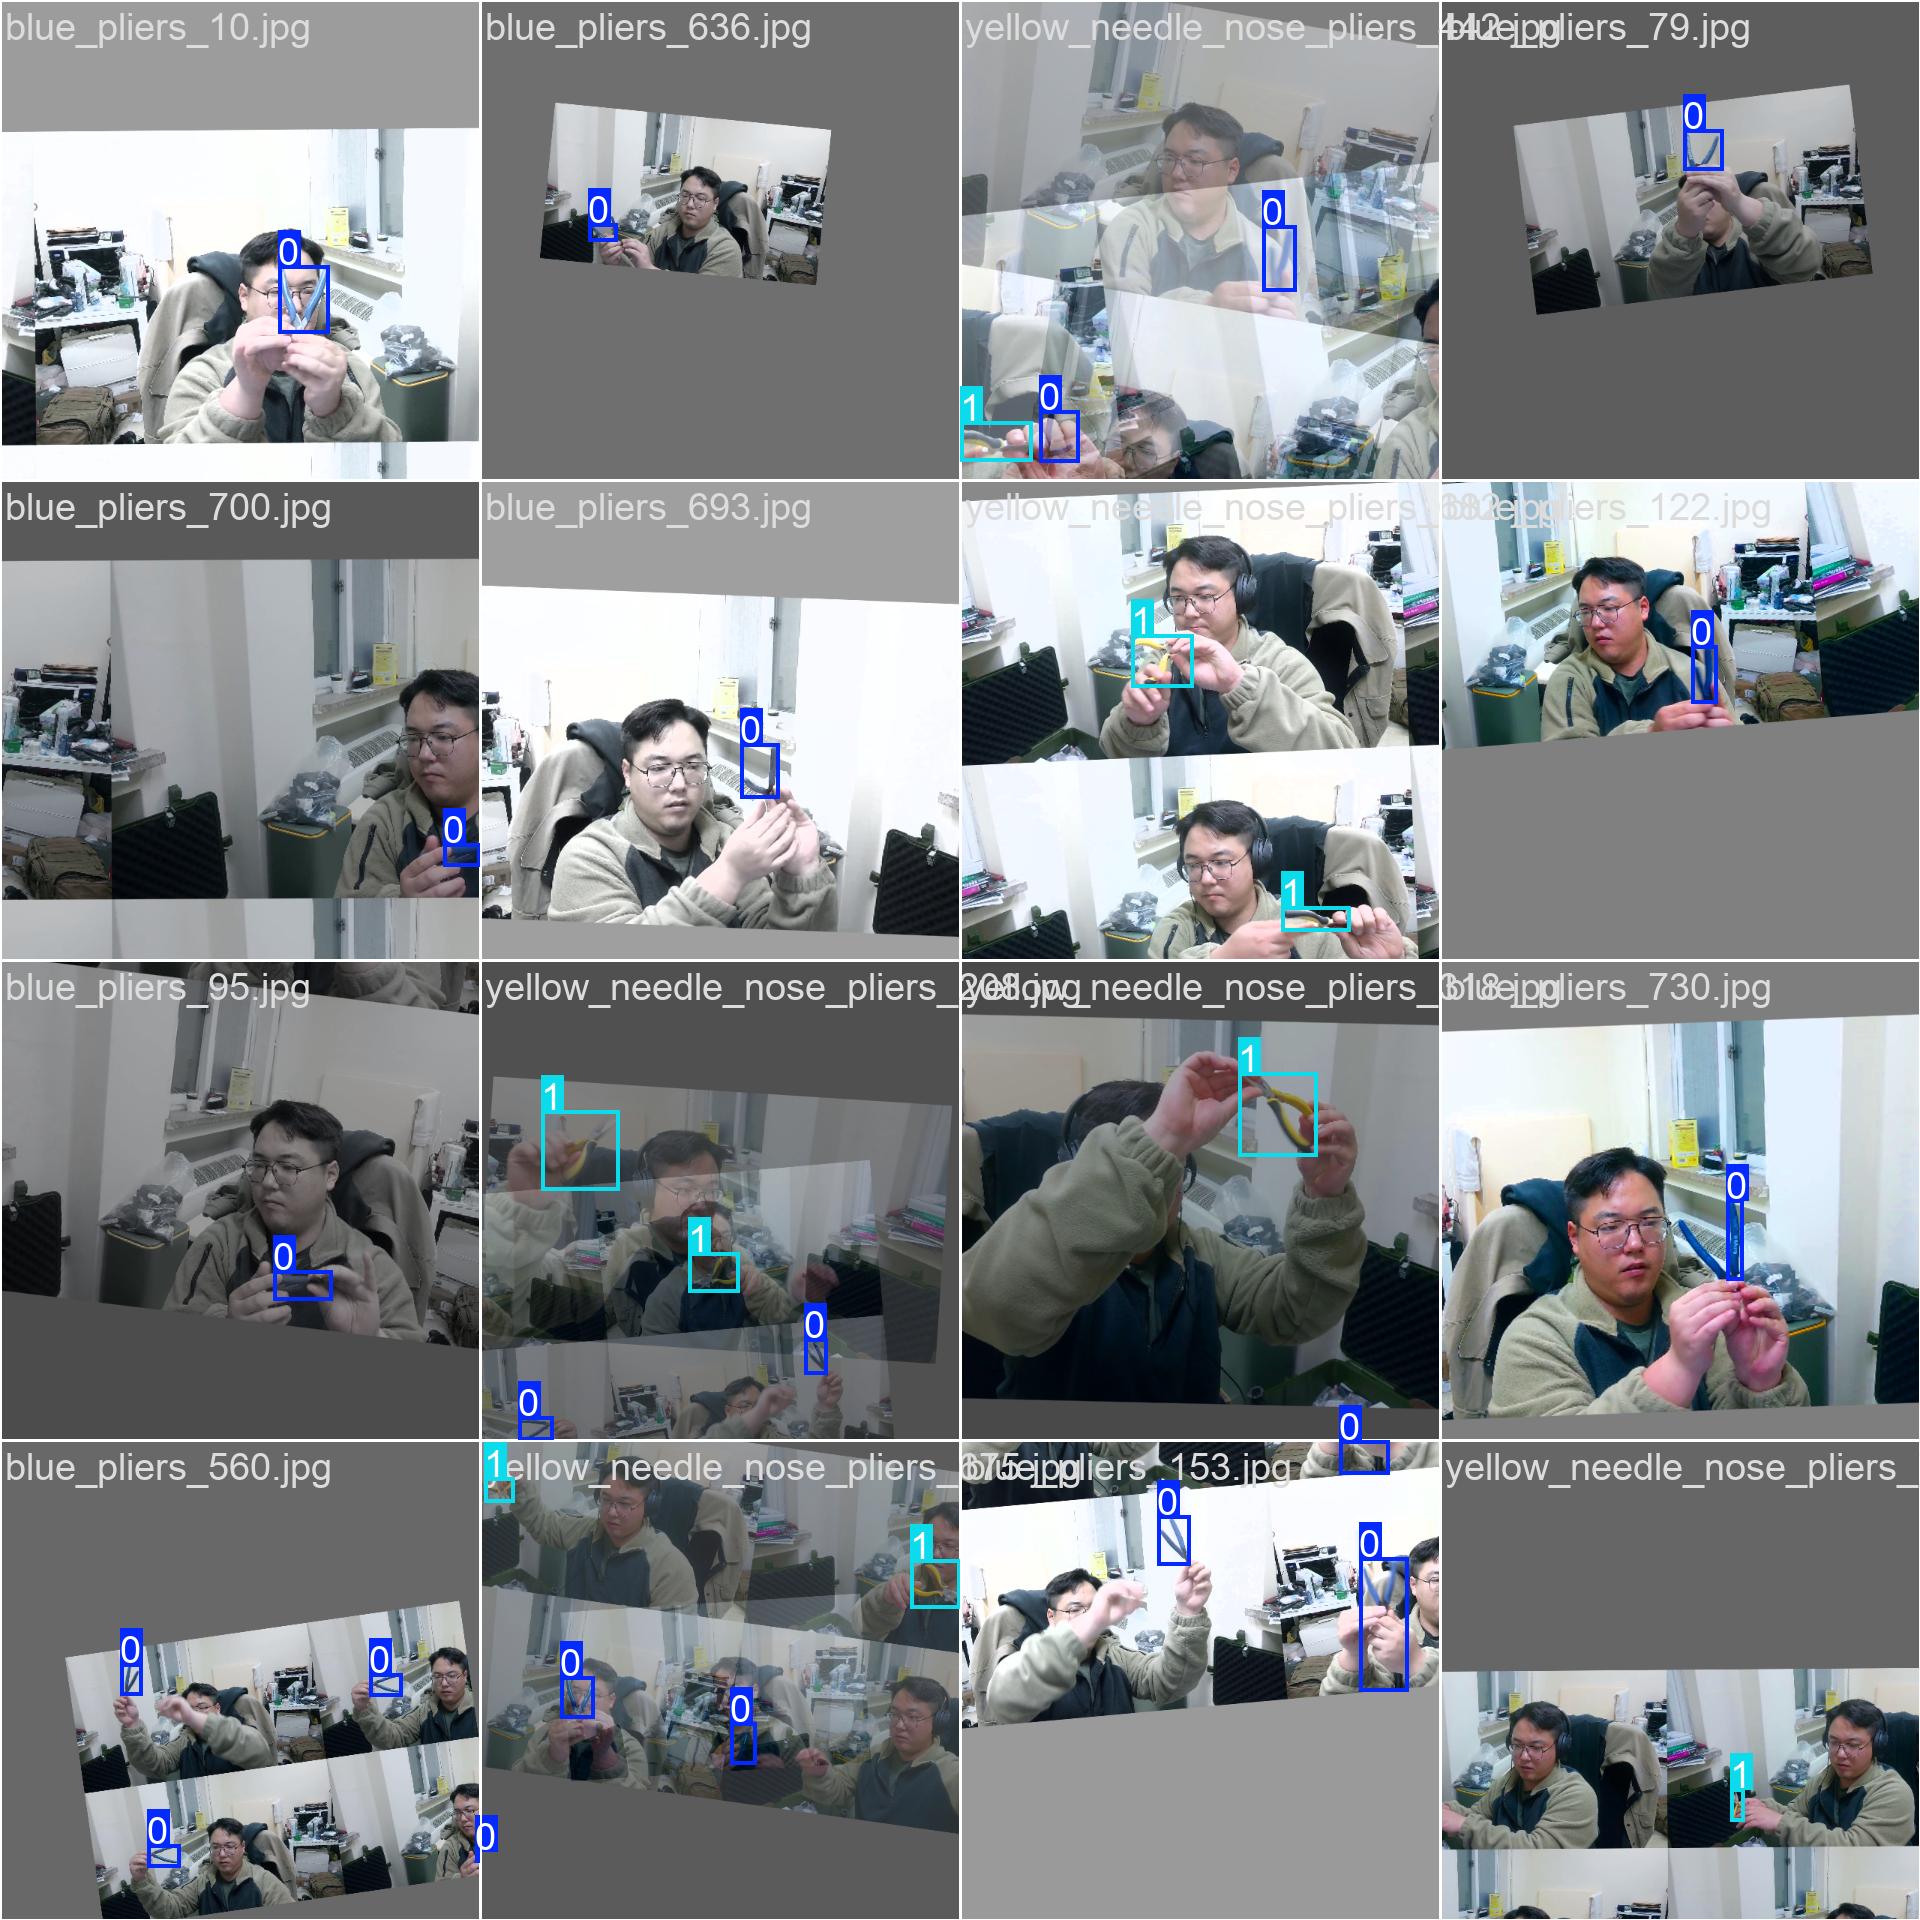 blue_pliers_10.jpg
blue_pliers_636.jpg
yellow_needle_nose_pliers_442.jpg
blue_pliers_79.jpg
0
0
0
0
0
1
blue_pliers_700.jpg
blue_pliers_693.jpg
yellow_needle_nose_pliers_
blue_pliers_122.jpg
1
0
0
0
1
blue_pliers_95.jpg
yellow_needle_nose_pliers_208.jpg
yellow_needle_nose_pliers_318.jpg
blue_pliers_730.jpg
1
1
0
1
0
0
0
0
blue_pliers_560.jpg
yellow_needle_nose_pliers_675.jpg
blue_pliers_153.jpg
yellow_needle_nose_pliers_
1
0
0
1
0
0
0
0
0
1
0
0